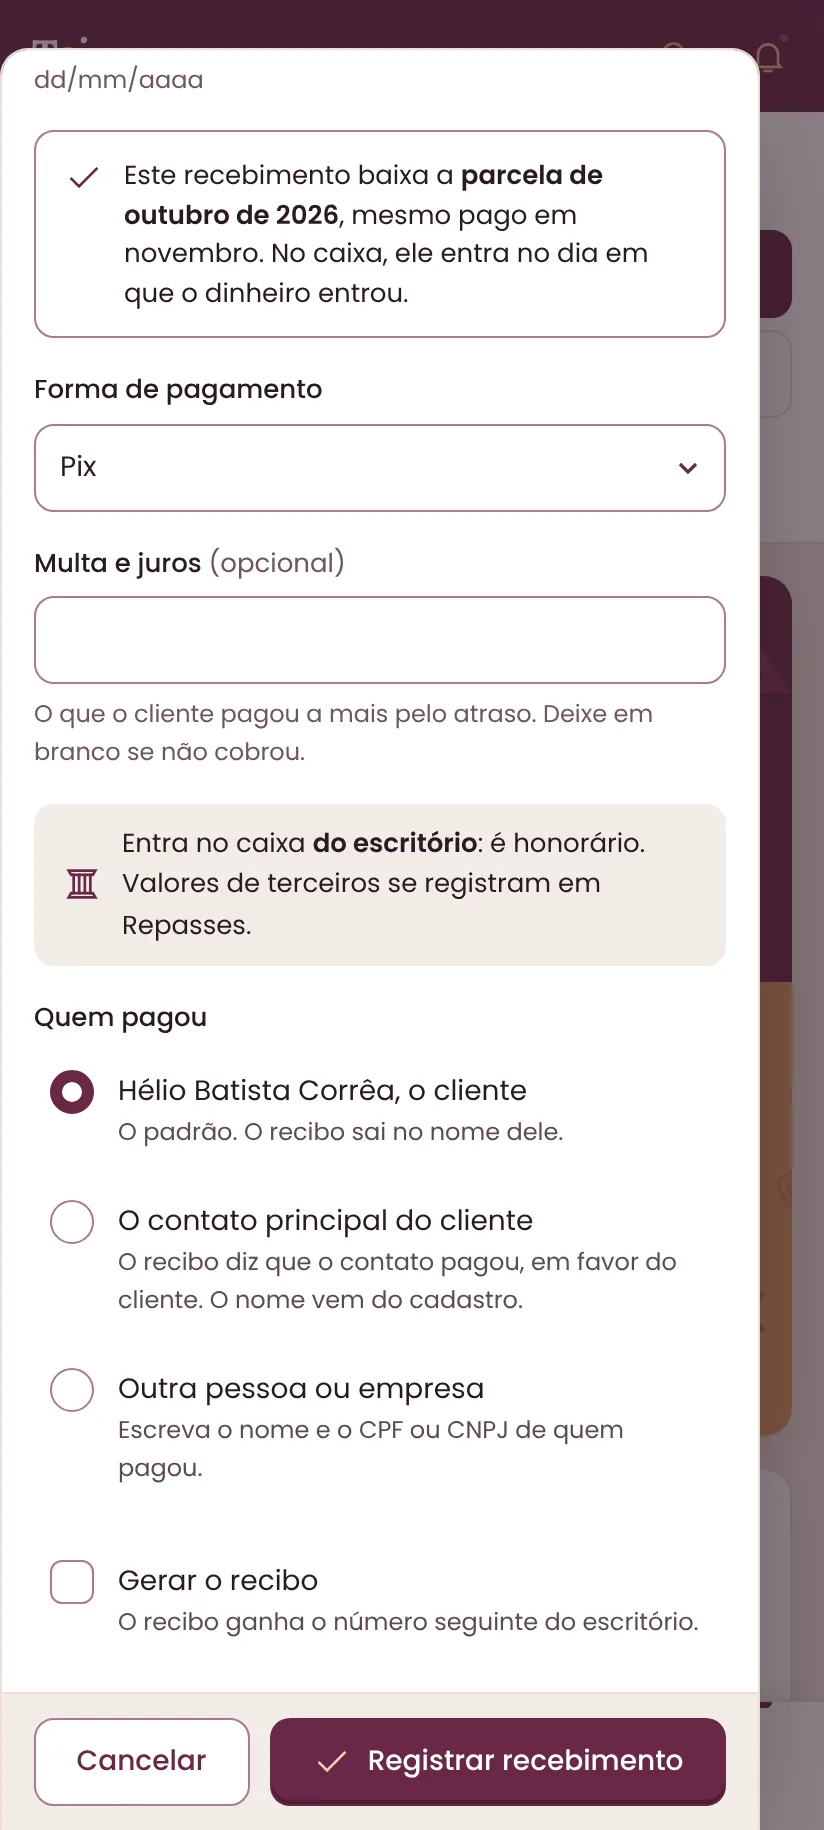 dd/mm/aaaa
Este recebimento baixa a parcela de
outubro de 2026, mesmo pago em
novembro. No caixa, ele entra no dia em
que o dinheiro entrou.
Forma de pagamento
Pix
Multa e juros (opcional)
O que o cliente pagou a mais pelo atraso. Deixe em
branco se não cobrou.
Entra no caixa do escritório: é honorário.
Valores de terceiros se registram em
Repasses.
Quem pagou
Hélio Batista Corrêa, o cliente
O padrão. O recibo sai no nome dele.
O contato principal do cliente
O recibo diz que o contato pagou, em favor do
cliente. O nome vem do cadastro.
Outra pessoa ou empresa
Escreva o nome e o CPF ou CNPJ de quem
pagou.
Gerar o recibo
O recibo ganha o número seguinte do escritório.
Cancelar
Registrar recebimento